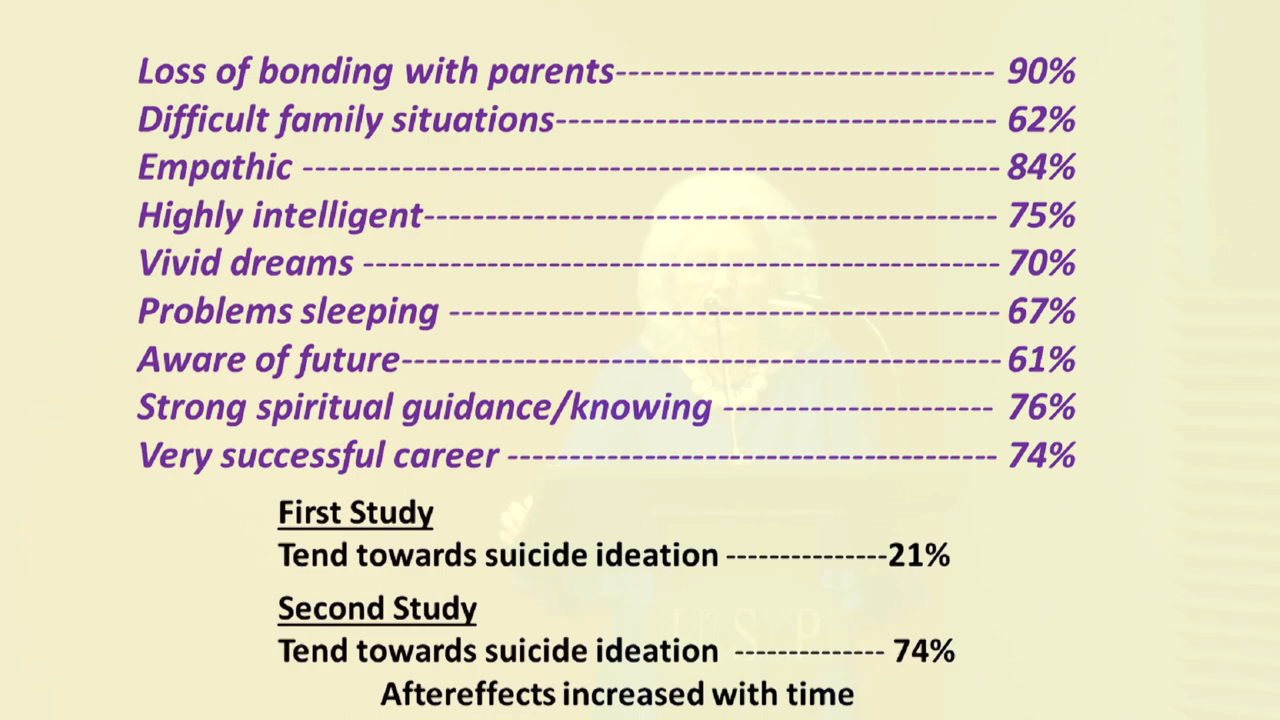 Loss of bonding with parents------------------------------ 90%
Difficult family situations----------------------------------- 62%
Empathic -------------------------------------------------------- 84%
Highly intelligent---------------------------------------------- 75%
Vivid dreams --------------------------------------------------- 70%
Problems sleeping -------------------------------------------- 67%
Aware of future------------------------------------------------ 61%
Strong spiritual guidance/knowing ---------------------- 76%
Very successful career --------------------------------------- 74%
First Study
Tend towards suicide ideation ---------------21%
Second Study
Tend towards suicide ideation -------------- 74%
Aftereffects increased with time